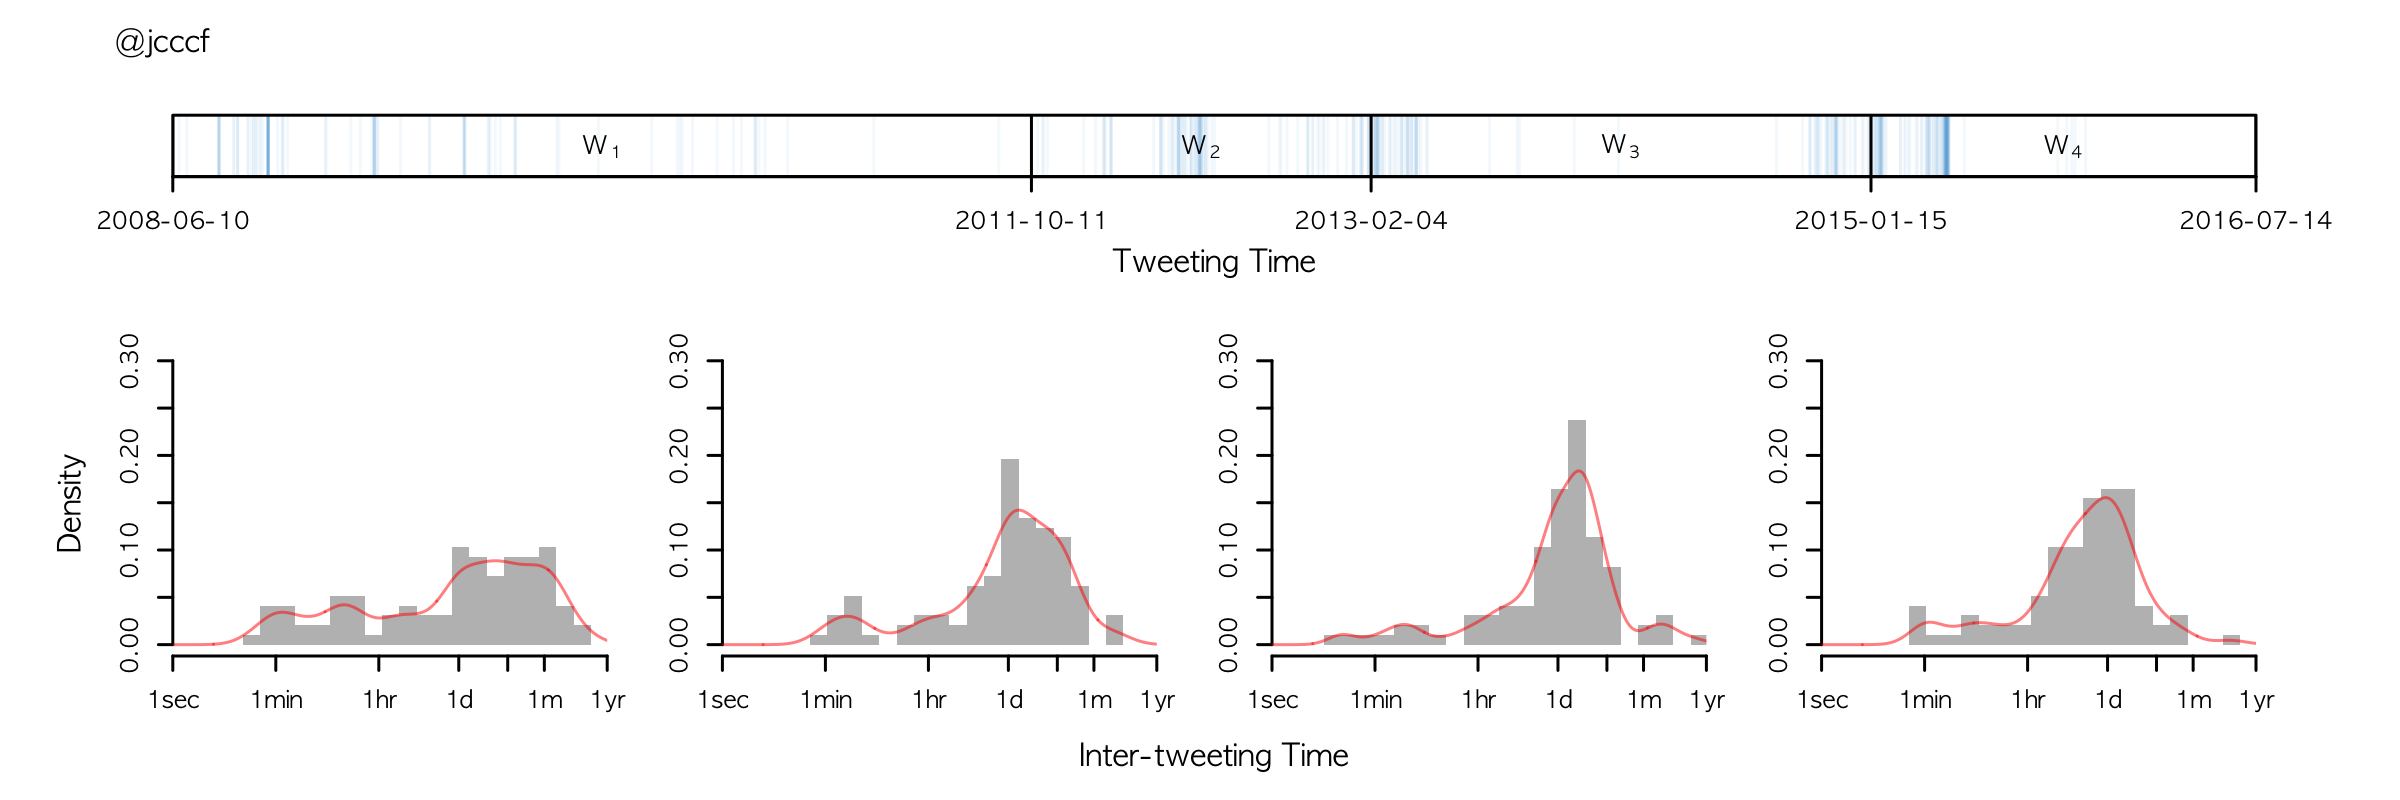 @jcccf
W1 W2 W3 W4
2008-06-10 2011-10-11 2013-02-04 2015-01-15 2016-07-14
Tweeting Time
Density
0.30 0.30 0.30 0.30
0.20 0.20 0.20 0.20
0.10 0.10 0.10 0.10
0.00 0.00 0.00 0.00
1sec 1min 1hr 1d 1m 1yr 1sec 1min 1hr 1d 1m 1yr 1sec 1min 1hr 1d 1m 1yr 1sec 1min 1hr 1d 1m 1yr
Inter-tweeting Time